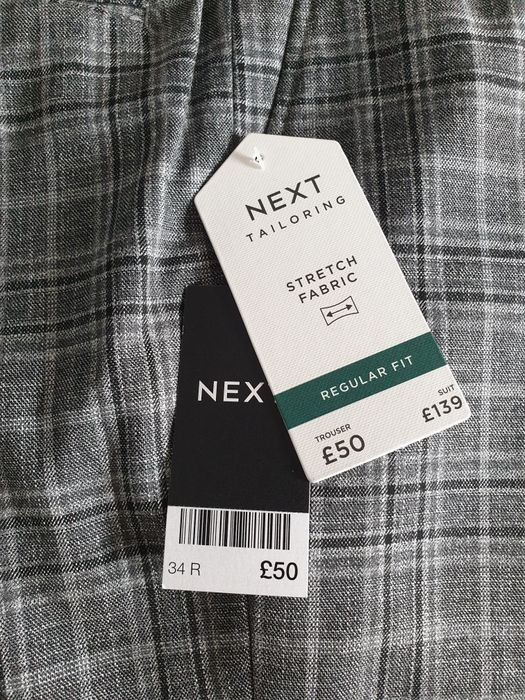 NEXT
TAILORING
STRETCH
FABRIC
REGULAR FIT
TROUSER
£50
SUIT
£139
NEX
34 R
£50